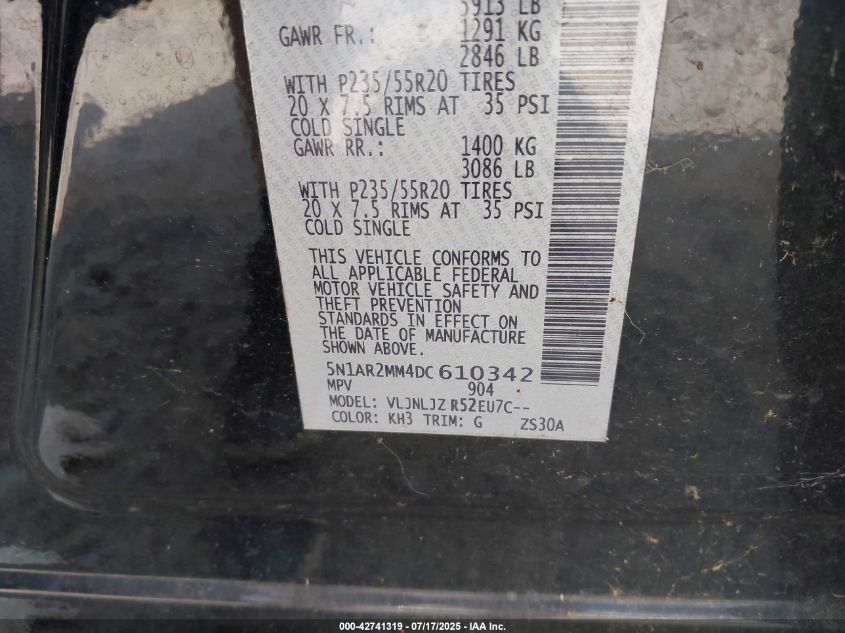 5913 LB
GAWR FR.: 1291 KG
2846 LB
WITH P235/55R20 TIRES
20 X 7.5 RIMS AT 35 PSI
COLD SINGLE
GAWR RR.: 1400 KG
3086 LB
WITH P235/55R20 TIRES
20 X 7.5 RIMS AT 35 PSI
COLD SINGLE
THIS VEHICLE CONFORMS TO
ALL APPLICABLE FEDERAL
MOTOR VEHICLE SAFETY AND
THEFT PREVENTION
STANDARDS IN EFFECT ON
THE DATE OF MANUFACTURE
SHOWN ABOVE.
5N1AR2MM4DC 610342
MPV 904
MODEL: VLJNLJZ R52EU7C--
COLOR: KH3 TRIM: G ZS30A
000-42741319 - 07/17/2025 - IAA Inc.